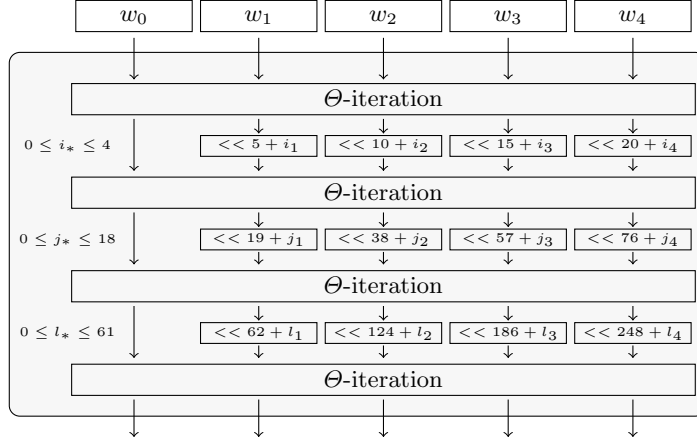 w₀ w₁ w₂ w₃ w₄
Θ-iteration
0 ≤ i∗ ≤ 4 << 5 + i₁ << 10 + i₂ << 15 + i₃ << 20 + i₄
Θ-iteration
0 ≤ j∗ ≤ 18 << 19 + j₁ << 38 + j₂ << 57 + j₃ << 76 + j₄
Θ-iteration
0 ≤ l∗ ≤ 61 << 62 + l₁ << 124 + l₂ << 186 + l₃ << 248 + l₄
Θ-iteration